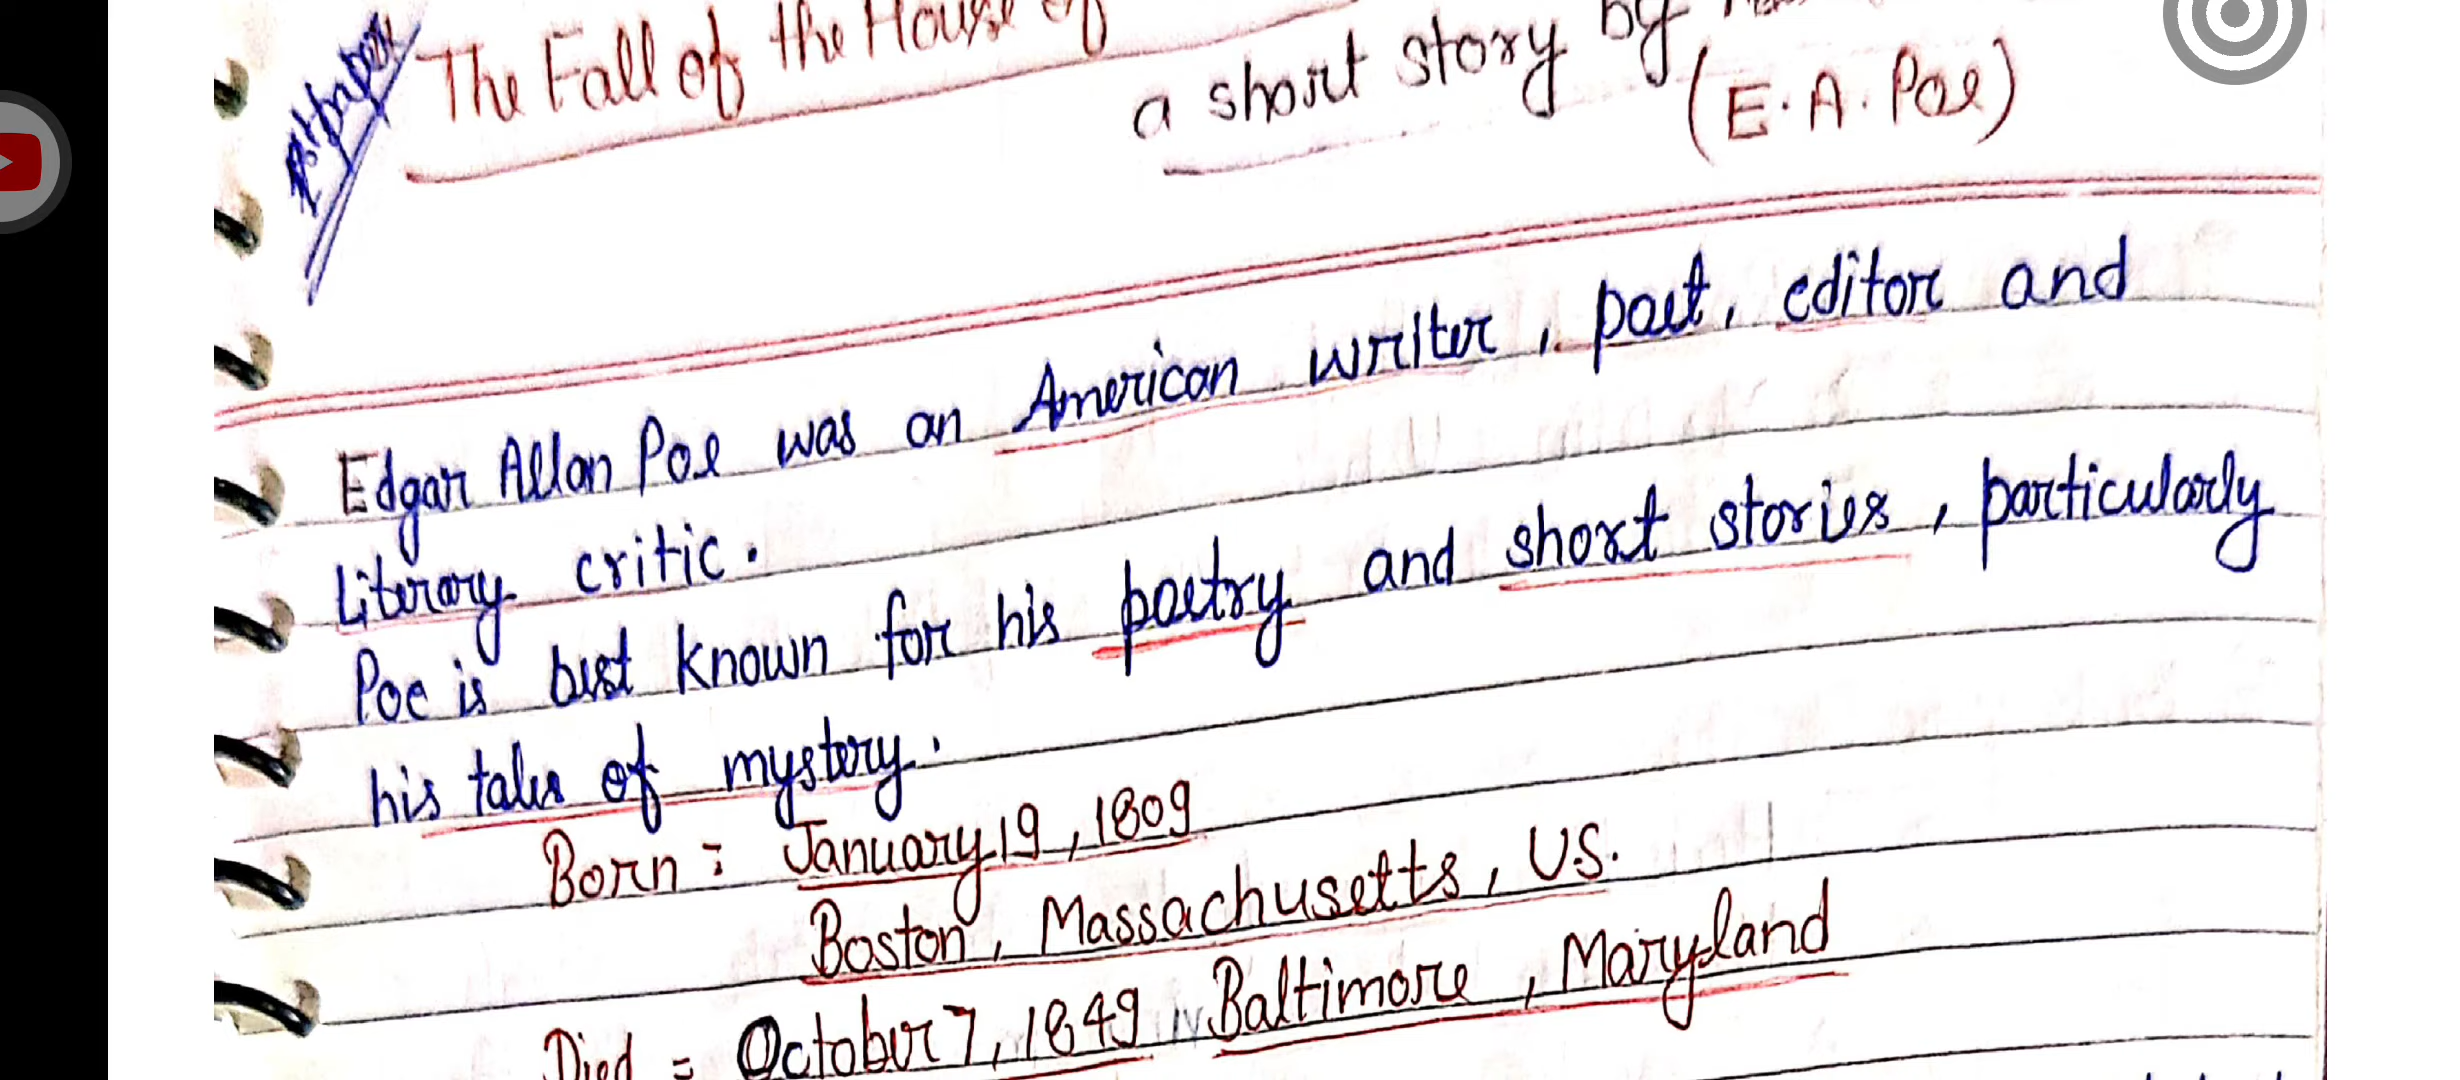 The Fall of the House of
a short story by
(E.A. Poe)
Edgar Allan Poe was an American writer, poet, editor and
Literary critic.
Poe is best known for his poetry and short stories, particularly
his tales of mystery.
Born : January 19, 1809
Boston, Massachusetts, U.S.
Died = October 7, 1849 Baltimore, Maryland